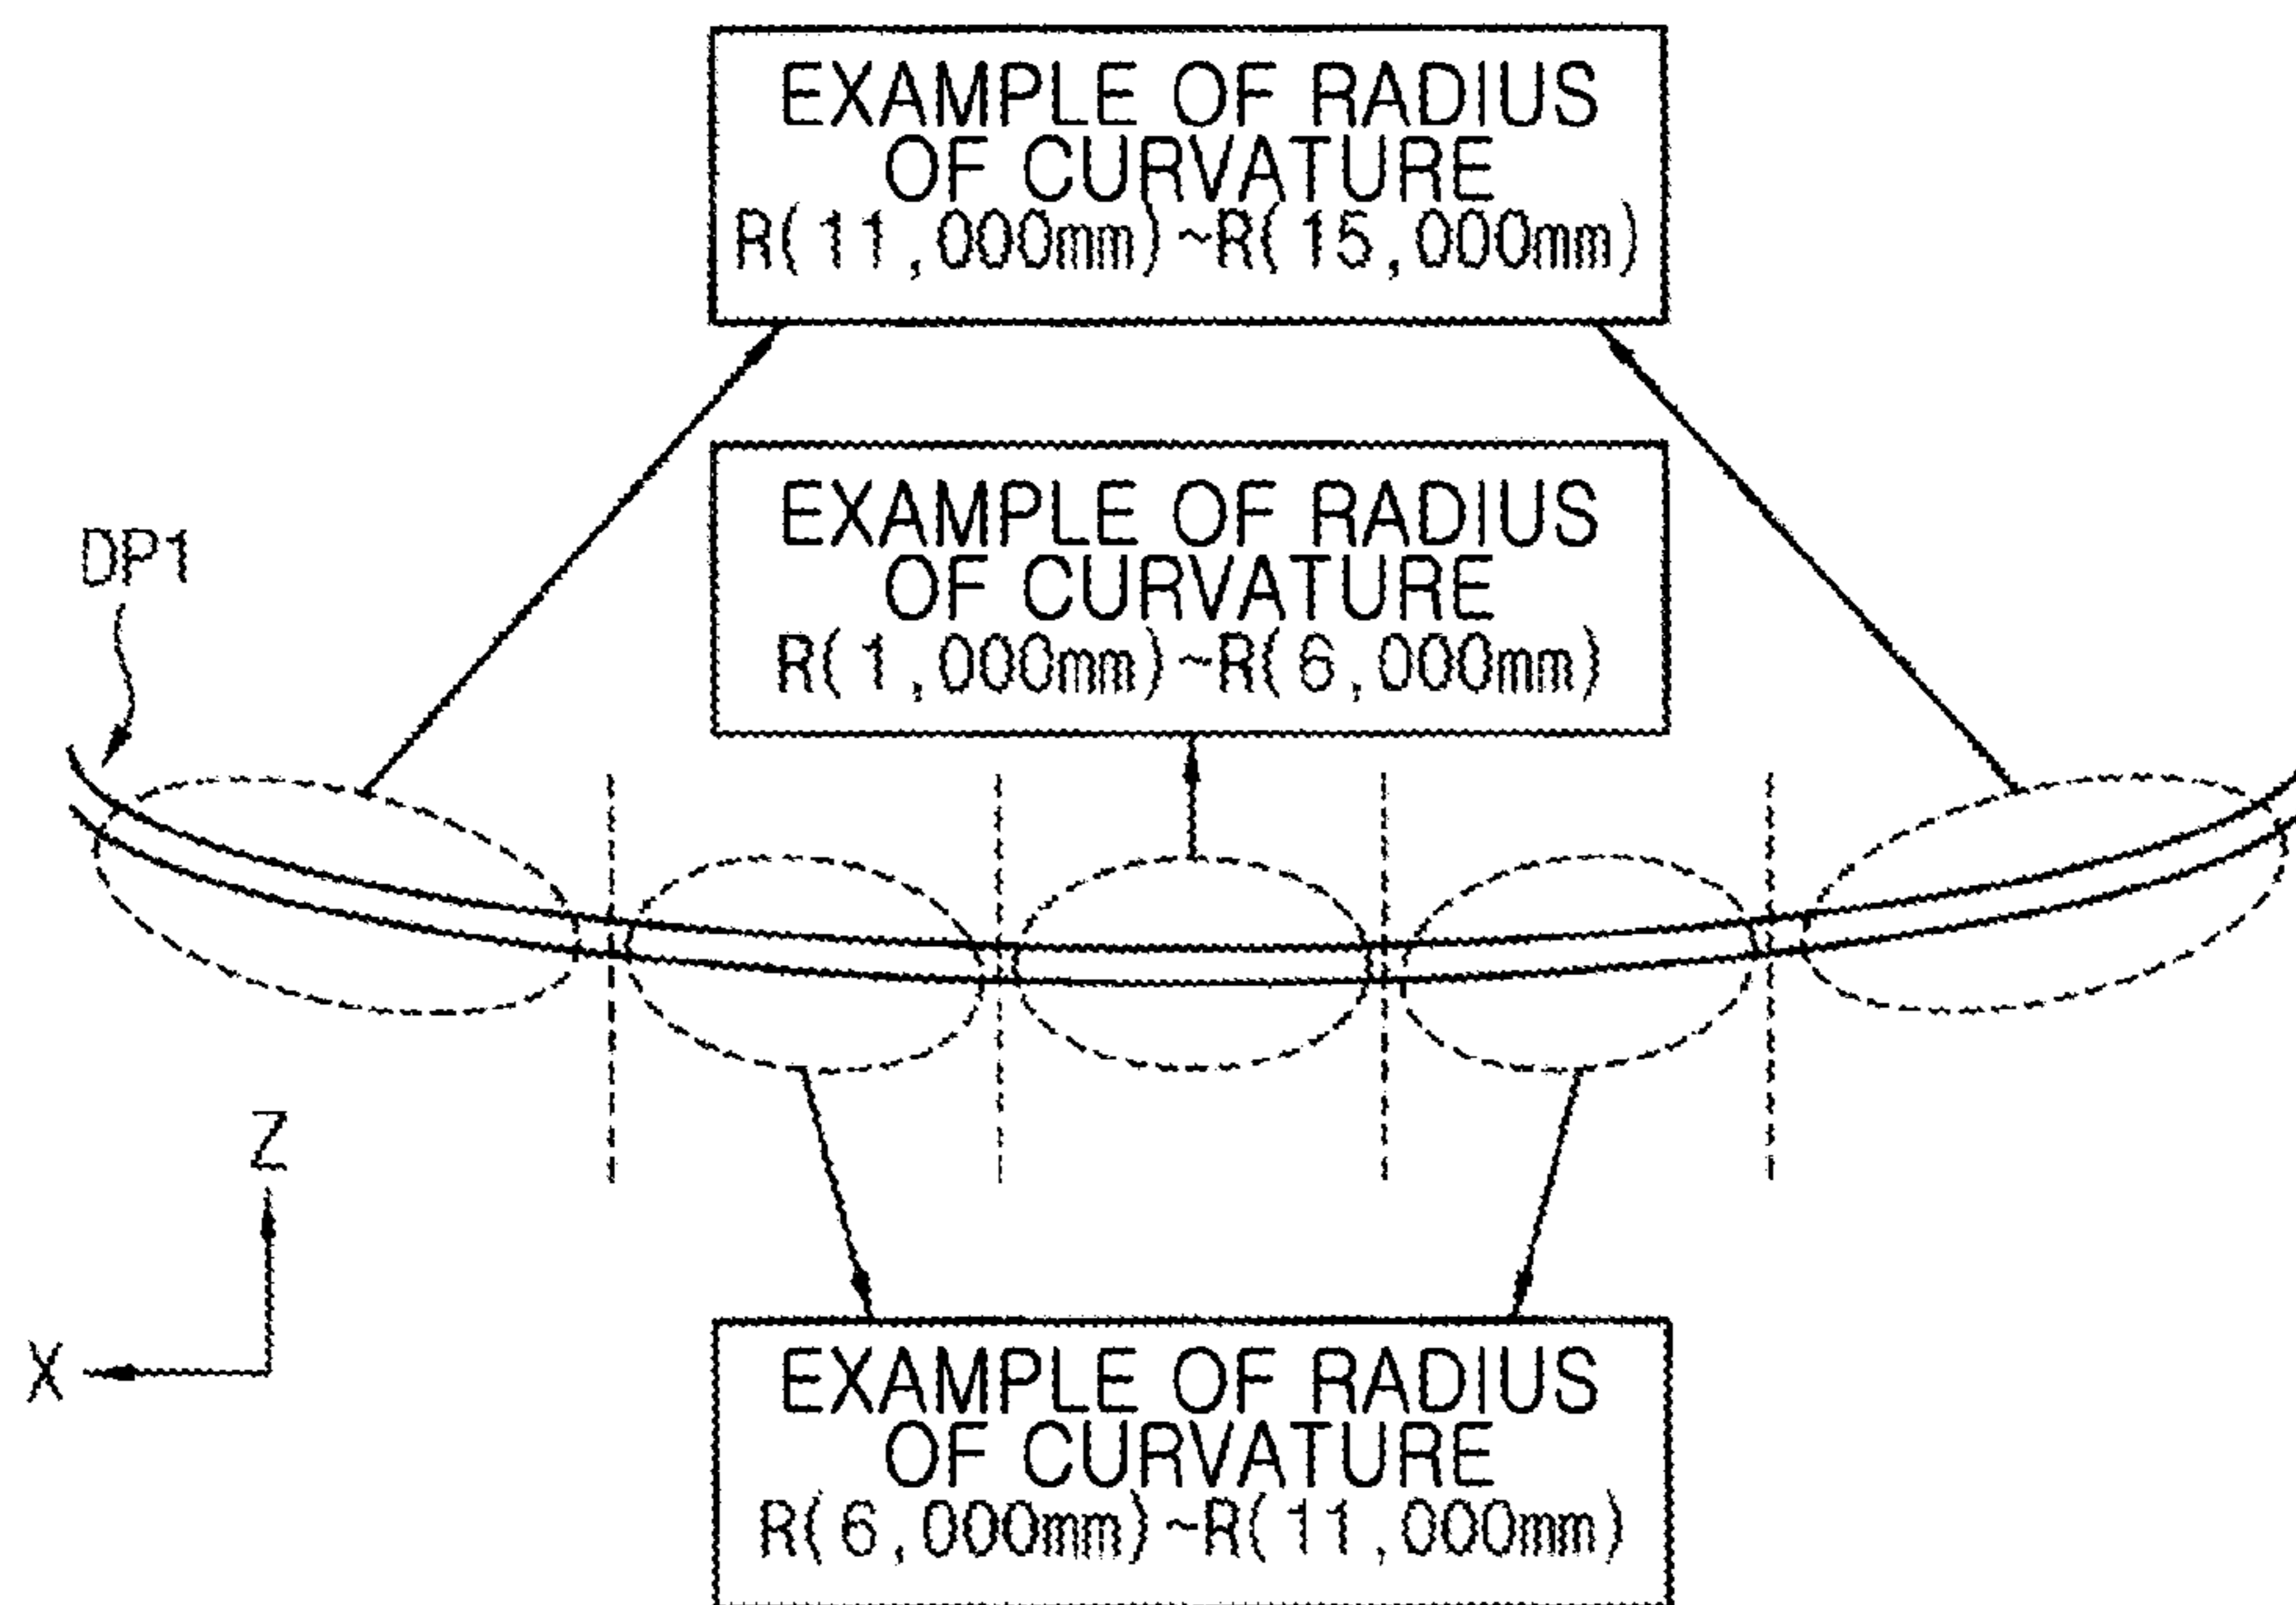 EXAMPLE OF RADIUS
OF CURVATURE
R(11,000mm)~R(15,000mm)
EXAMPLE OF RADIUS
OF CURVATURE
R(1,000mm)~R(6,000mm)
DP1
Z
X
EXAMPLE OF RADIUS
OF CURVATURE
R(6,000mm)~R(11,000mm)